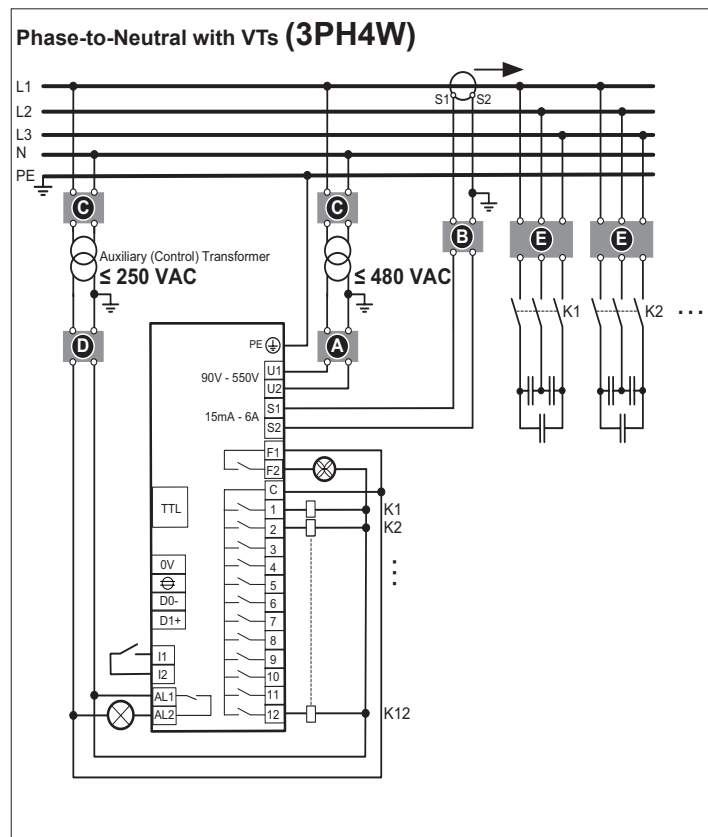 Phase-to-Neutral with VTs (3PH4W)
L1
S1 S2
L2
L3
N
PE
C
C
B
E
E
Auxiliary (Control) Transformer
≤ 250 VAC
≤ 480 VAC
K1
K2 ...
D
A
PE
90V - 550V
U1
U2
15mA - 6A
S1
S2
F1
F2
C
TTL
1
K1
2
K2
3
0V
4
5
D0-
6
D1+
7
8
I1
9
I2
10
AL1
11
AL2
12
K12